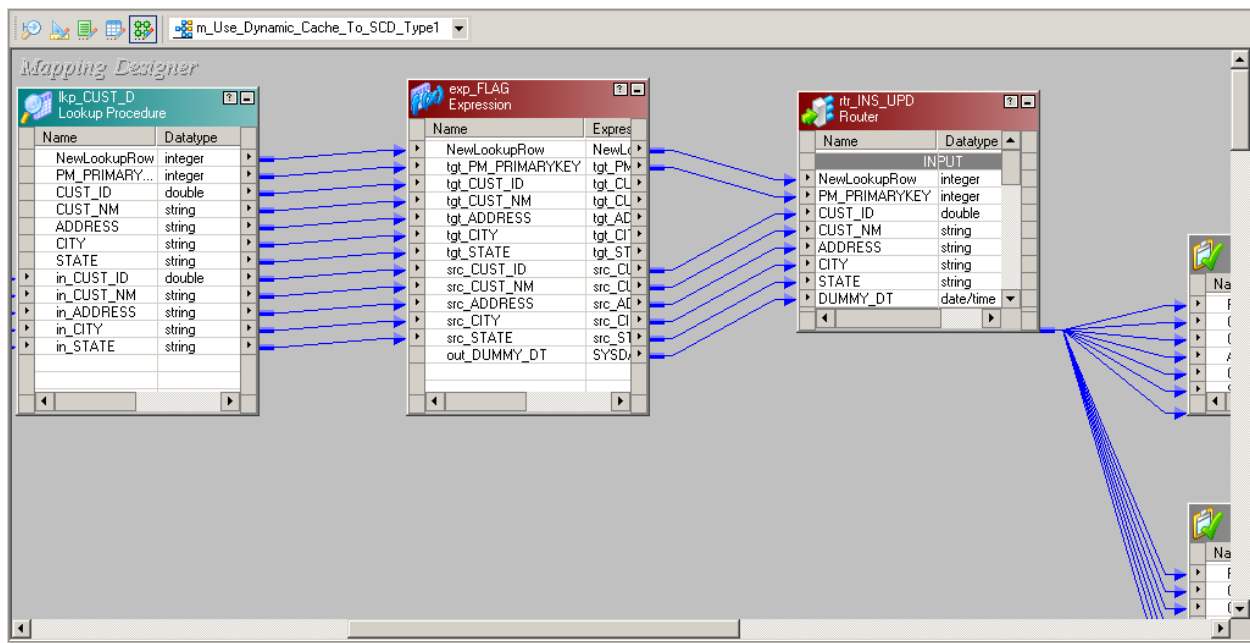 m_Use_Dynamic_Cache_To_SCD_Type1
Mapping Designer
lkp_CUST_D
Lookup Procedure
Name Datatype
NewLookupRow integer
PM_PRIMARY... integer
CUST_ID double
CUST_NM string
ADDRESS string
CITY string
STATE string
in_CUST_ID double
in_CUST_NM string
in_ADDRESS string
in_CITY string
in_STATE string
f(x)
exp_FLAG
Expression
Name Expres
NewLookupRow NewL
tgt_PM_PRIMARYKEY tgt_PM
tgt_CUST_ID tgt_CU
tgt_CUST_NM tgt_CU
tgt_ADDRESS tgt_AD
tgt_CITY tgt_CI
tgt_STATE tgt_ST
src_CUST_ID src_CU
src_CUST_NM src_CU
src_ADDRESS src_AD
src_CITY src_CI
src_STATE src_ST
out_DUMMY_DT SYSDA
rtr_INS_UPD
Router
Name Datatype
INPUT
NewLookupRow integer
PM_PRIMARYKEY integer
CUST_ID double
CUST_NM string
ADDRESS string
CITY string
STATE string
DUMMY_DT date/time
Na
Na